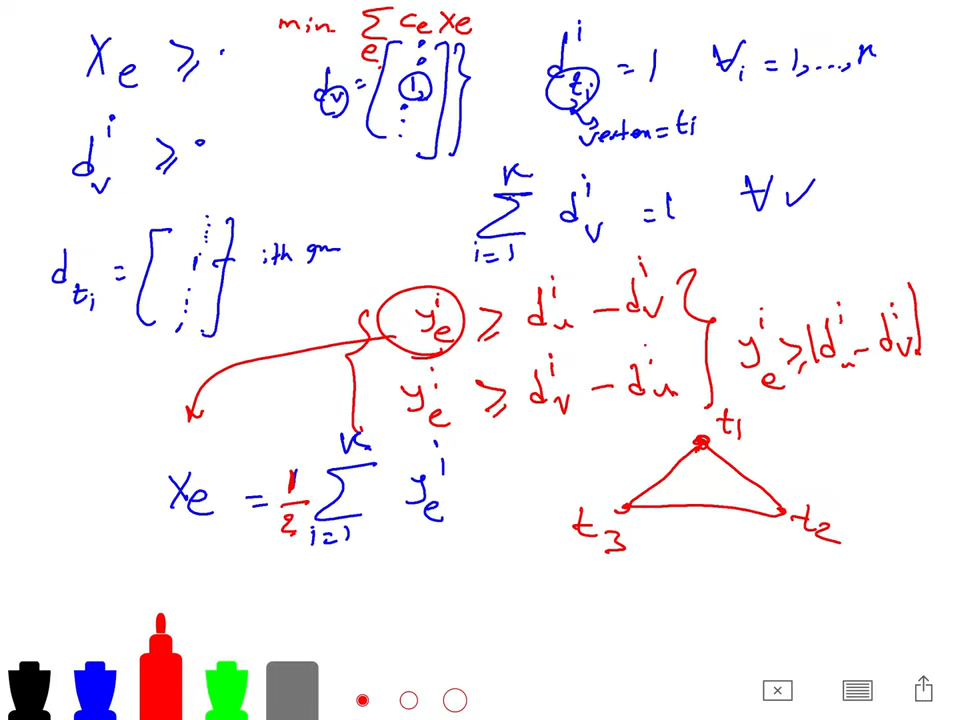 min Σ_e c_e x_e
x_e ≥ 0
d_v = [ : 1, : ] }
d^i_{t_i} = 1 ∀i = 1,...,k
vertex = t_i
d^i_v ≥ 0
Σ_{i=1}^{k} d^i_v = 1 ∀ v
d_{t_i} = [ : 1 : ] ith
y^i_e ≥ d^i_u - d^i_v
y^i_e ≥ d^i_v - d^i_u
y^i_e ≥ |d^i_u - d^i_v|
x_e = 1/2 Σ_{i=1}^{k} y^i_e
t1
t3
t2